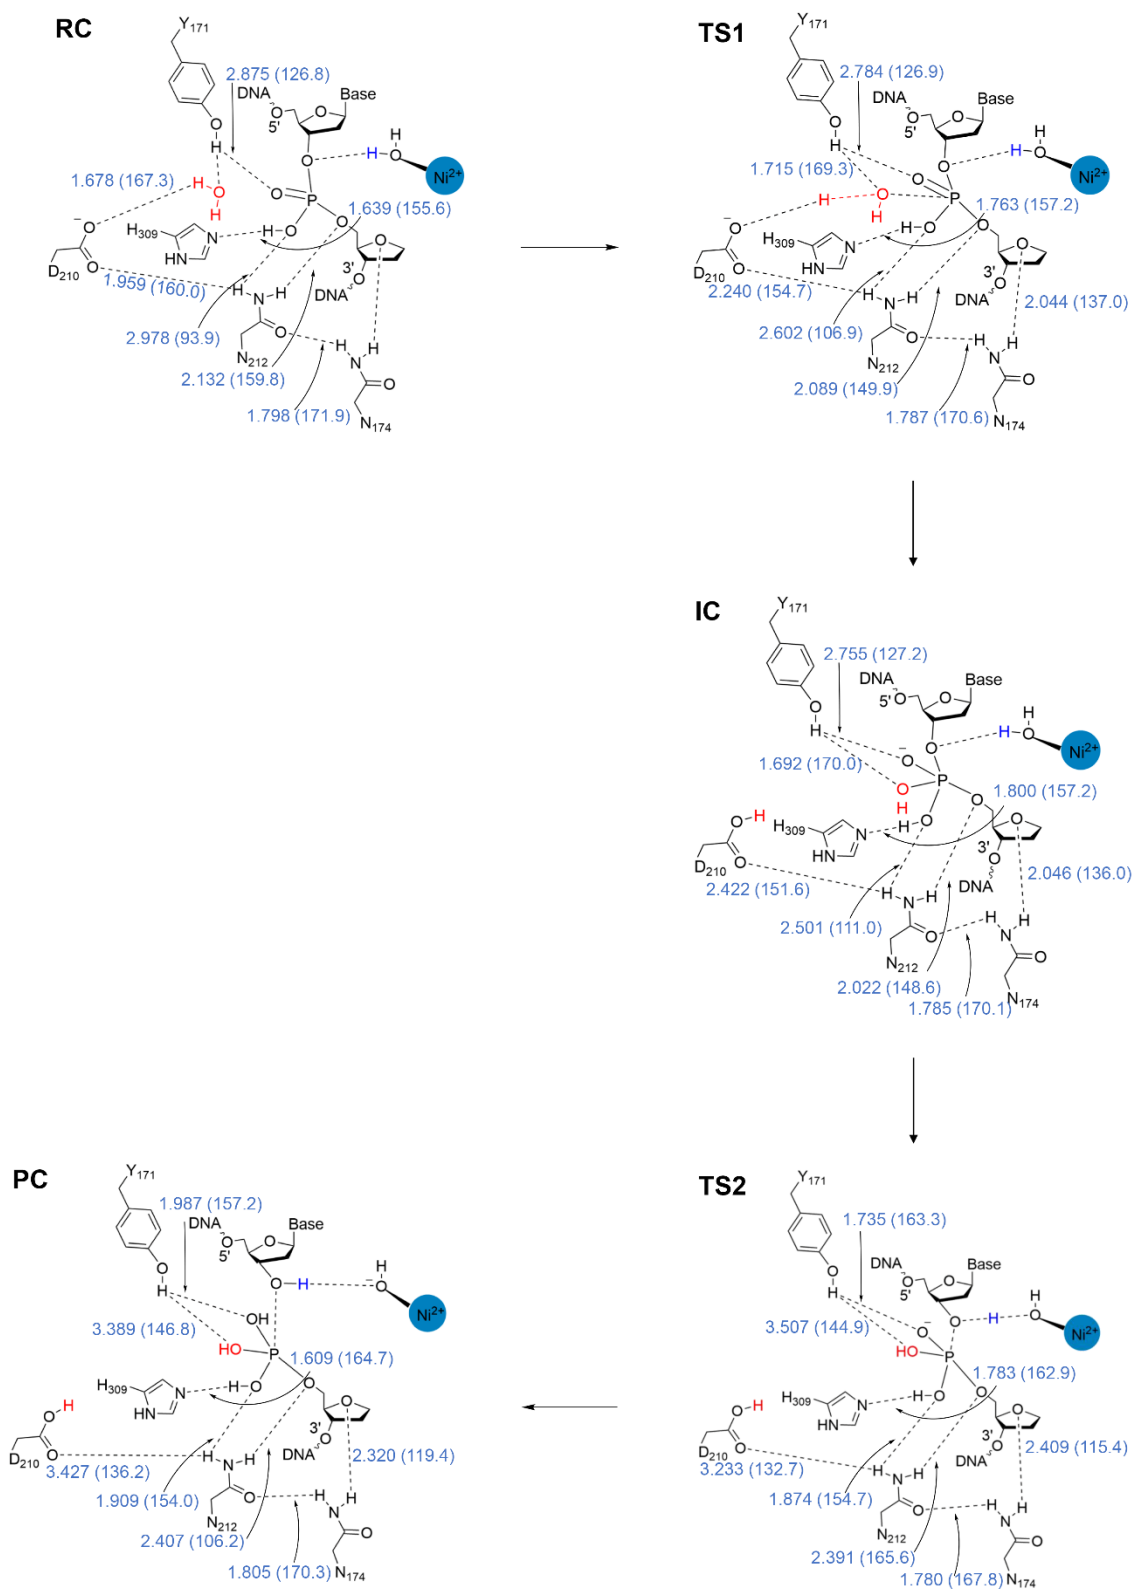 RC
Y171
2.875 (126.8)
DNA
O
5'
O
Base
O
H
H
O
Ni2+
1.678 (167.3)
H
O
H
O
O
P
O
1.639 (155.6)
−
O
H309
N
H
O
HN
D210
O
1.959 (160.0)
O
3'
O
DNA
H
N
H
2.978 (93.9)
O
N212
H
H
N
2.132 (159.8)
O
1.798 (171.9)
N174
TS1
Y171
2.784 (126.9)
DNA
O
5'
O
Base
O
H
H
O
Ni2+
1.715 (169.3)
H
O
H
O
O
P
O
1.763 (157.2)
−
O
H309
N
H
O
HN
D210
O
2.240 (154.7)
O
3'
O
DNA
2.044 (137.0)
H
N
H
2.602 (106.9)
O
N212
H
H
N
2.089 (149.9)
O
1.787 (170.6)
N174
IC
Y171
2.755 (127.2)
DNA
O
5'
O
Base
O
H
H
O
Ni2+
1.692 (170.0)
O
H
−
O
O
H
P
O
1.800 (157.2)
O
H
H309
N
H
O
HN
D210
O
2.422 (151.6)
O
3'
O
DNA
2.046 (136.0)
H
N
H
2.501 (111.0)
O
N212
H
H
N
2.022 (148.6)
O
1.785 (170.1)
N174
PC
Y171
1.987 (157.2)
DNA
O
5'
O
Base
O
H
O
H
−
O
H
Ni2+
3.389 (146.8)
OH
HO
P
O
1.609 (164.7)
O
H
H309
N
H
O
HN
D210
O
3.427 (136.2)
O
3'
O
DNA
2.320 (119.4)
H
N
H
1.909 (154.0)
O
N212
H
H
N
2.407 (106.2)
O
1.805 (170.3)
N174
TS2
Y171
1.735 (163.3)
DNA
O
5'
O
Base
O
H
O
H
O
H
Ni2+
3.507 (144.9)
−
O
HO
P
O
1.783 (162.9)
O
H
H309
N
H
O
HN
D210
O
3.233 (132.7)
O
3'
O
DNA
2.409 (115.4)
H
N
H
1.874 (154.7)
O
N212
H
H
N
2.391 (165.6)
O
1.780 (167.8)
N174